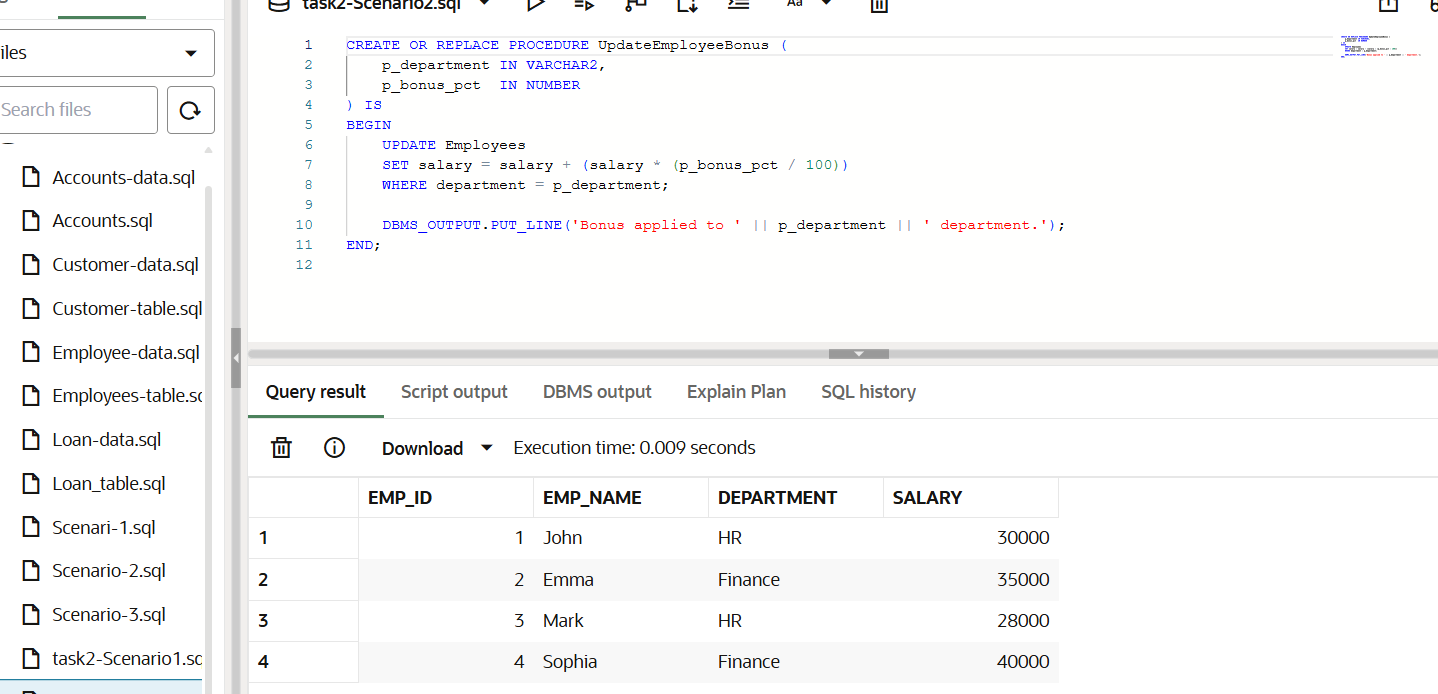 task2-Scenario2.sql
Aa
iles
Search files
Accounts-data.sql
Accounts.sql
Customer-data.sql
Customer-table.sql
Employee-data.sql
Employees-table.sq
Loan-data.sql
Loan_table.sql
Scenari-1.sql
Scenario-2.sql
Scenario-3.sql
task2-Scenario1.sq
1 CREATE OR REPLACE PROCEDURE UpdateEmployeeBonus (
2 p_department IN VARCHAR2,
3 p_bonus_pct  IN NUMBER
4 ) IS
5 BEGIN
6 UPDATE Employees
7 SET salary = salary + (salary * (p_bonus_pct / 100))
8 WHERE department = p_department;
9
10 DBMS_OUTPUT.PUT_LINE('Bonus applied to ' || p_department || ' department.');
11 END;
12
Query result Script output DBMS output Explain Plan SQL history
Download Execution time: 0.009 seconds
EMP_ID EMP_NAME DEPARTMENT SALARY
1 1 John HR 30000
2 2 Emma Finance 35000
3 3 Mark HR 28000
4 4 Sophia Finance 40000